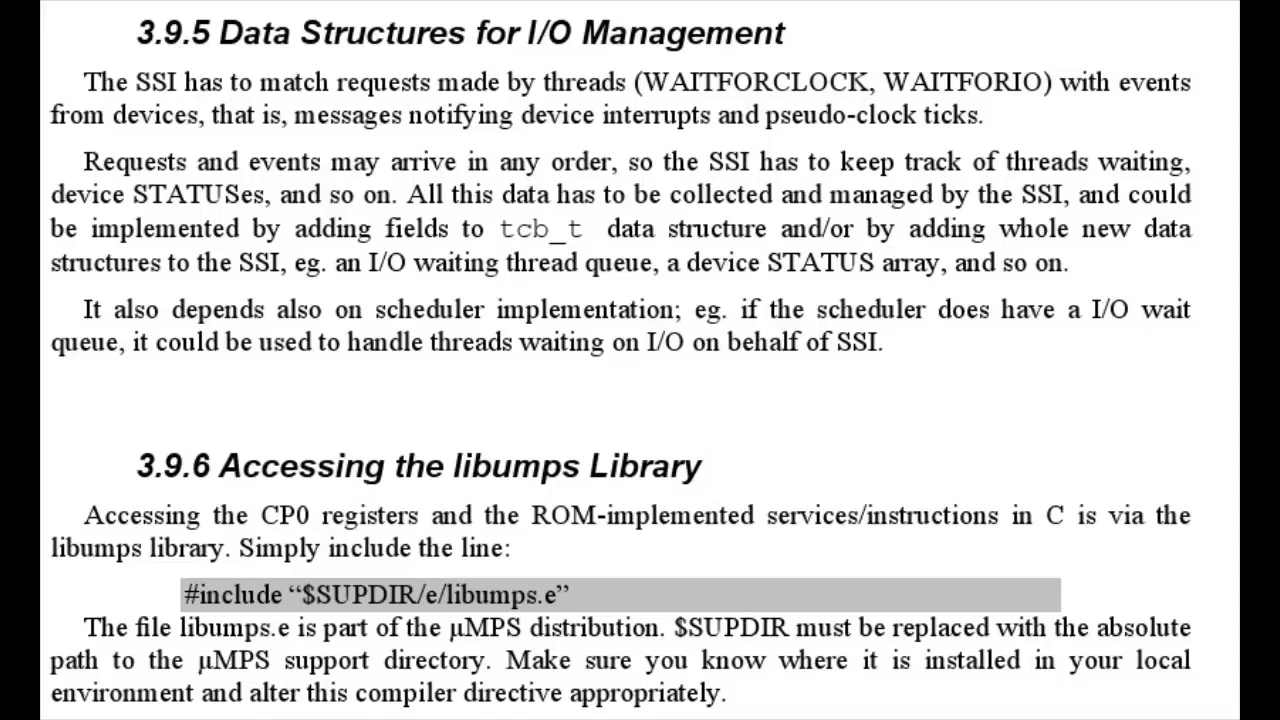 3.9.5 Data Structures for I/O Management
The SSI has to match requests made by threads (WAITFORCLOCK, WAITFORIO) with events
from devices, that is, messages notifying device interrupts and pseudo-clock ticks.
Requests and events may arrive in any order, so the SSI has to keep track of threads waiting,
device STATUSes, and so on. All this data has to be collected and managed by the SSI, and could
be implemented by adding fields to tcb_t data structure and/or by adding whole new data
structures to the SSI, eg. an I/O waiting thread queue, a device STATUS array, and so on.
It also depends also on scheduler implementation; eg. if the scheduler does have a I/O wait
queue, it could be used to handle threads waiting on I/O on behalf of SSI.
3.9.6 Accessing the libumps Library
Accessing the CP0 registers and the ROM-implemented services/instructions in C is via the
libumps library. Simply include the line:
#include “$SUPDIR/e/libumps.e”
The file libumps.e is part of the µMPS distribution. $SUPDIR must be replaced with the absolute
path to the µMPS support directory. Make sure you know where it is installed in your local
environment and alter this compiler directive appropriately.